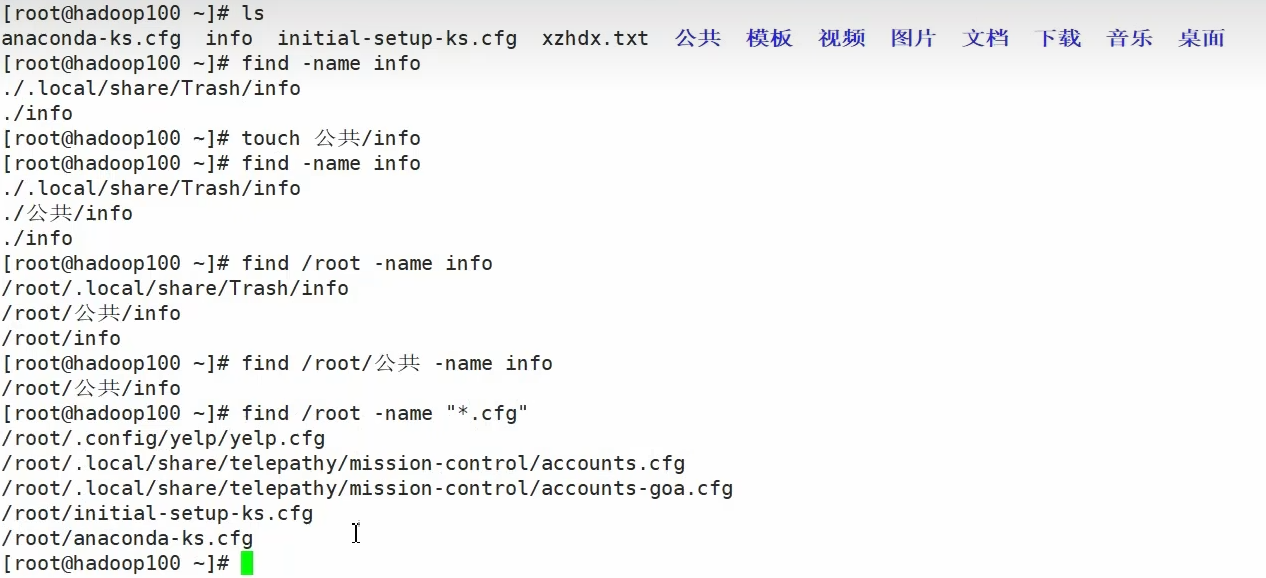 [root@hadoop100 ~]# ls
anaconda-ks.cfg  info  initial-setup-ks.cfg  xzhdx.txt  公共  模板  视频  图片  文档  下载  音乐  桌面
[root@hadoop100 ~]# find -name info
./.local/share/Trash/info
./info
[root@hadoop100 ~]# touch 公共/info
[root@hadoop100 ~]# find -name info
./.local/share/Trash/info
./公共/info
./info
[root@hadoop100 ~]# find /root -name info
/root/.local/share/Trash/info
/root/公共/info
/root/info
[root@hadoop100 ~]# find /root/公共 -name info
/root/公共/info
[root@hadoop100 ~]# find /root -name "*.cfg"
/root/.config/yelp/yelp.cfg
/root/.local/share/telepathy/mission-control/accounts.cfg
/root/.local/share/telepathy/mission-control/accounts-goa.cfg
/root/initial-setup-ks.cfg
/root/anaconda-ks.cfg
[root@hadoop100 ~]#